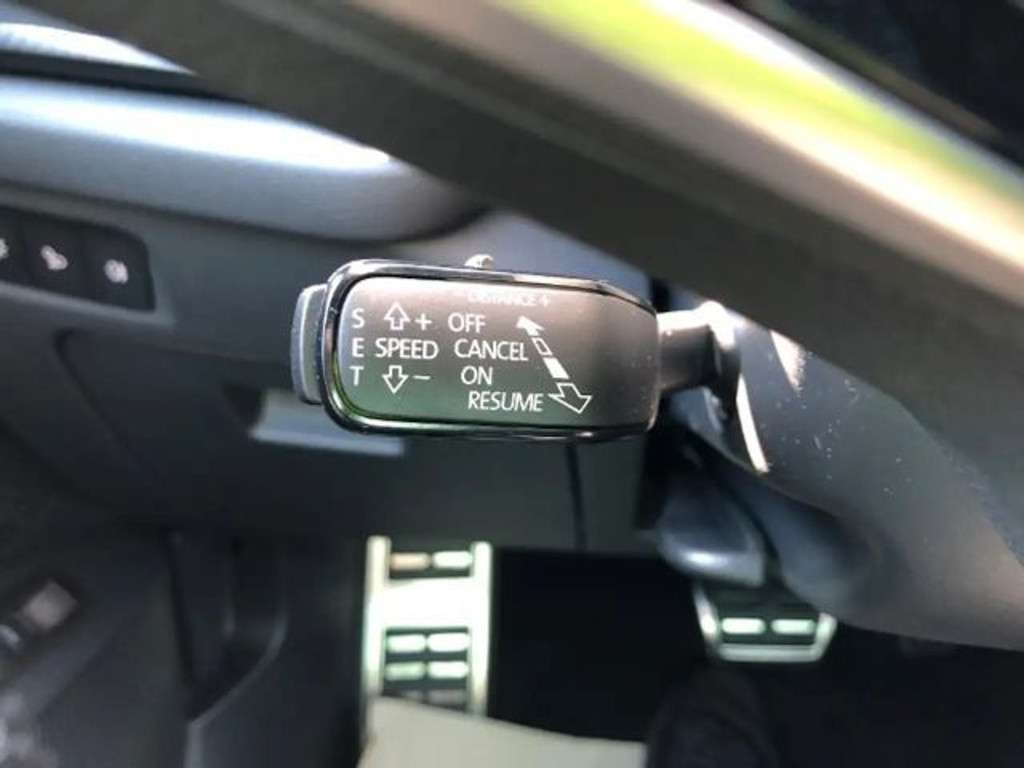 DISTANCE +
S + OFF
E SPEED CANCEL
T − ON
RESUME